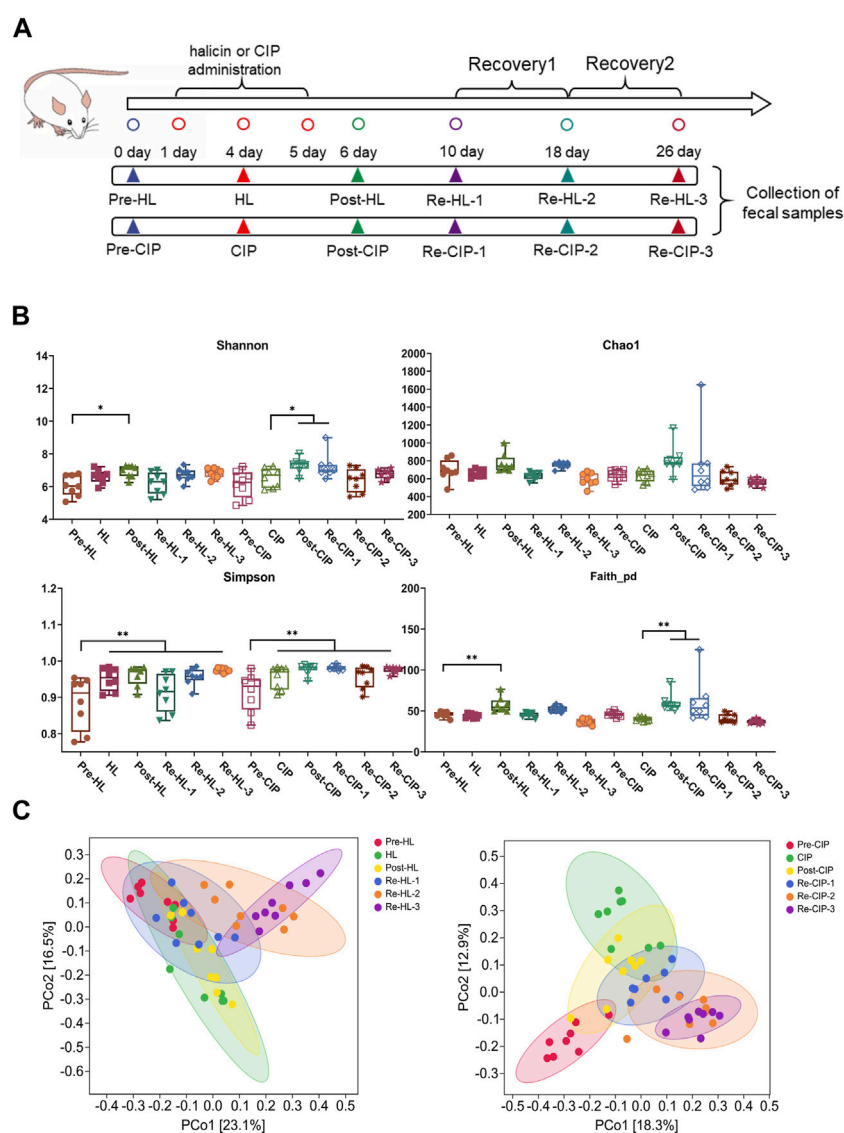 A
halicin or CIP
administration
Recovery1
Recovery2
0 day 1 day 4 day 5 day 6 day 10 day 18 day 26 day
Pre-HL HL Post-HL Re-HL-1 Re-HL-2 Re-HL-3
Pre-CIP CIP Post-CIP Re-CIP-1 Re-CIP-2 Re-CIP-3
Collection of
fecal samples
B
Shannon
14
12
10
8
6
4
*
*
Pre-HL HL Post-HL Re-HL-1 Re-HL-2 Re-HL-3 Pre-CIP CIP Post-CIP Re-CIP-1 Re-CIP-2 Re-CIP-3
Chao1
2000
1800
1600
1400
1200
1000
800
600
400
200
0
Pre-HL HL Post-HL Re-HL-1 Re-HL-2 Re-HL-3 Pre-CIP CIP Post-CIP Re-CIP-1 Re-CIP-2 Re-CIP-3
Simpson
1.2
1.1
1.0
0.9
0.8
**
**
Pre-HL HL Post-HL Re-HL-1 Re-HL-2 Re-HL-3 Pre-CIP CIP Post-CIP Re-CIP-1 Re-CIP-2 Re-CIP-3
Faith_pd
200
150
100
50
0
**
**
Pre-HL HL Post-HL Re-HL-1 Re-HL-2 Re-HL-3 Pre-CIP CIP Post-CIP Re-CIP-1 Re-CIP-2 Re-CIP-3
C
PCo2 [16.5%]
0.3
0.2
0.1
0.0
-0.1
-0.2
-0.3
-0.4
-0.5
-0.6
-0.4 -0.3 -0.2 -0.1 0.0 0.1 0.2 0.3 0.4 0.5
PCo1 [23.1%]
Pre-HL
HL
Post-HL
Re-HL-1
Re-HL-2
Re-HL-3
PCo2 [12.9%]
0.5
0.4
0.3
0.2
0.1
0.0
-0.1
-0.2
-0.3
-0.5 -0.4 -0.3 -0.2 -0.1 0.0 0.1 0.2 0.3 0.4 0.5
PCo1 [18.3%]
Pre-CIP
CIP
Post-CIP
Re-CIP-1
Re-CIP-2
Re-CIP-3